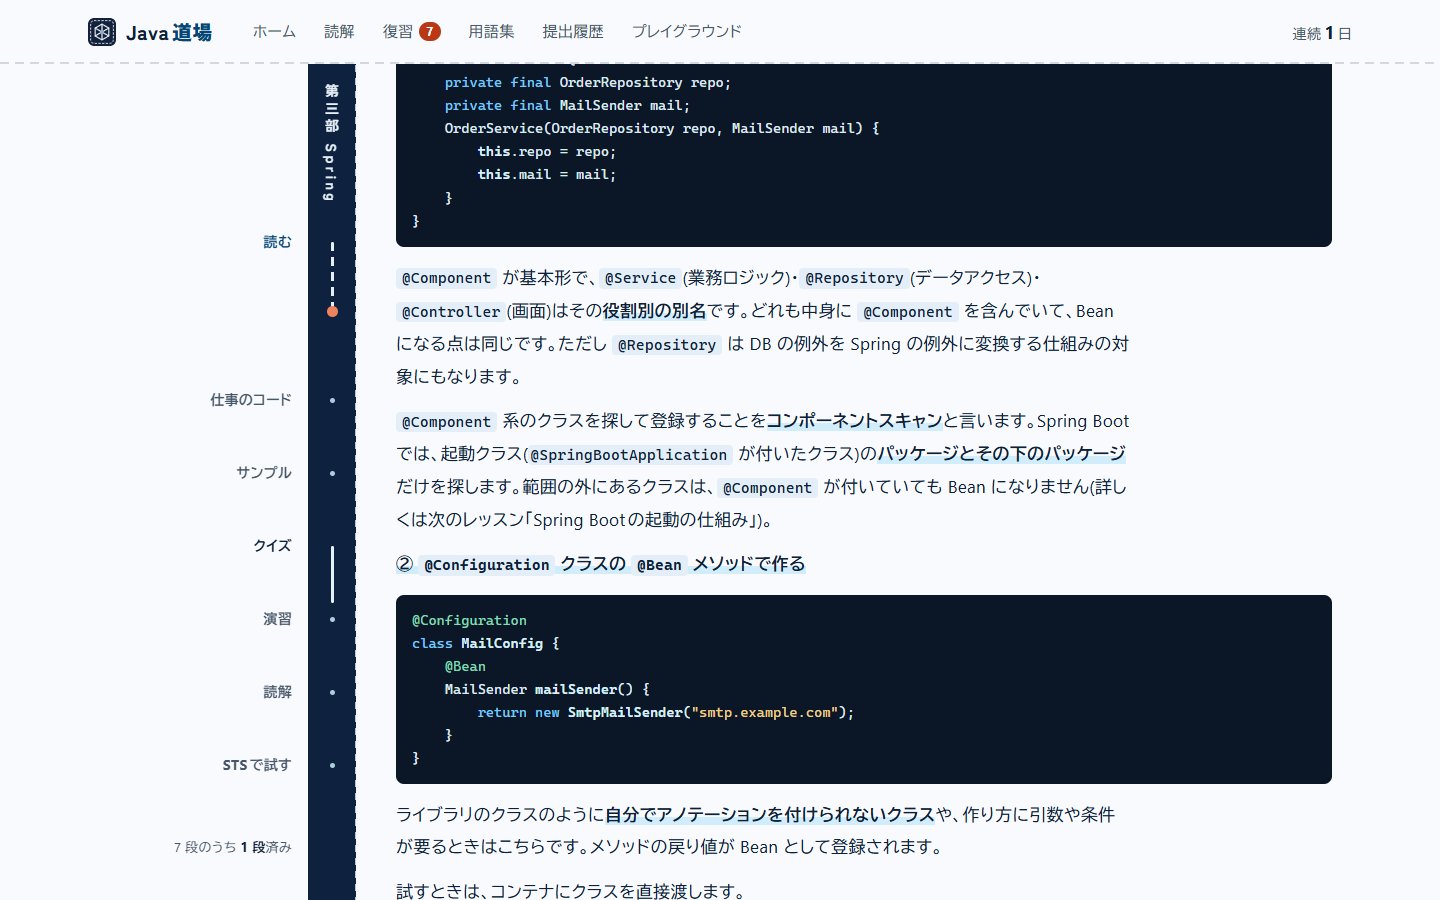 Java道場
ホーム
読解
復習 7
用語集
提出履歴
プレイグラウンド
連続 1 日
第三部 Spring
読む
仕事のコード
サンプル
クイズ
演習
読解
STSで試す
7 段のうち 1 段済み
private final OrderRepository repo;
private final MailSender mail;
OrderService(OrderRepository repo, MailSender mail) {
this.repo = repo;
this.mail = mail;
}
}
@Component が基本形で、@Service(業務ロジック)・@Repository(データアクセス)・
@Controller(画面)はその役割別の別名です。どれも中身に @Component を含んでいて、Bean
になる点は同じです。ただし @Repository は DB の例外を Spring の例外に変換する仕組みの対
象にもなります。
@Component 系のクラスを探して登録することをコンポーネントスキャンと言います。Spring Boot
では、起動クラス(@SpringBootApplication が付いたクラス)のパッケージとその下のパッケージ
だけを探します。範囲の外にあるクラスは、@Component が付いていても Bean になりません(詳し
くは次のレッスン「Spring Bootの起動の仕組み」)。
② @Configuration クラスの @Bean メソッドで作る
@Configuration
class MailConfig {
@Bean
MailSender mailSender() {
return new SmtpMailSender("smtp.example.com");
}
}
ライブラリのクラスのように自分でアノテーションを付けられないクラスや、作り方に引数や条件
が要るときはこちらです。メソッドの戻り値が Bean として登録されます。
試すときは、コンテナにクラスを直接渡します。